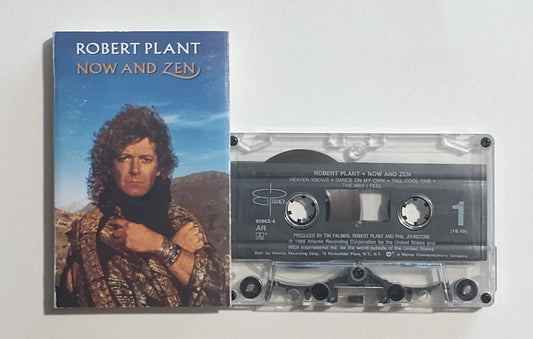 ROBERT PLANT
NOW AND ZEN
ROBERT PLANT • NOW AND ZEN
HEAVEN KNOWS • DANCE ON MY OWN • TALL COOL ONE •
THE WAY I FEEL
90863-4
AR
1
(18:49)
PRODUCED BY TIM PALMER, ROBERT PLANT AND PHIL JOHNSTONE
℗ 1988 Atlantic Recording Corporation for the United States and
WEA International Inc. for the world outside of the United States
Dist. by Atlantic Recording Corp., 75 Rockefeller Plaza, N.Y., N.Y. A Warner Communications Company